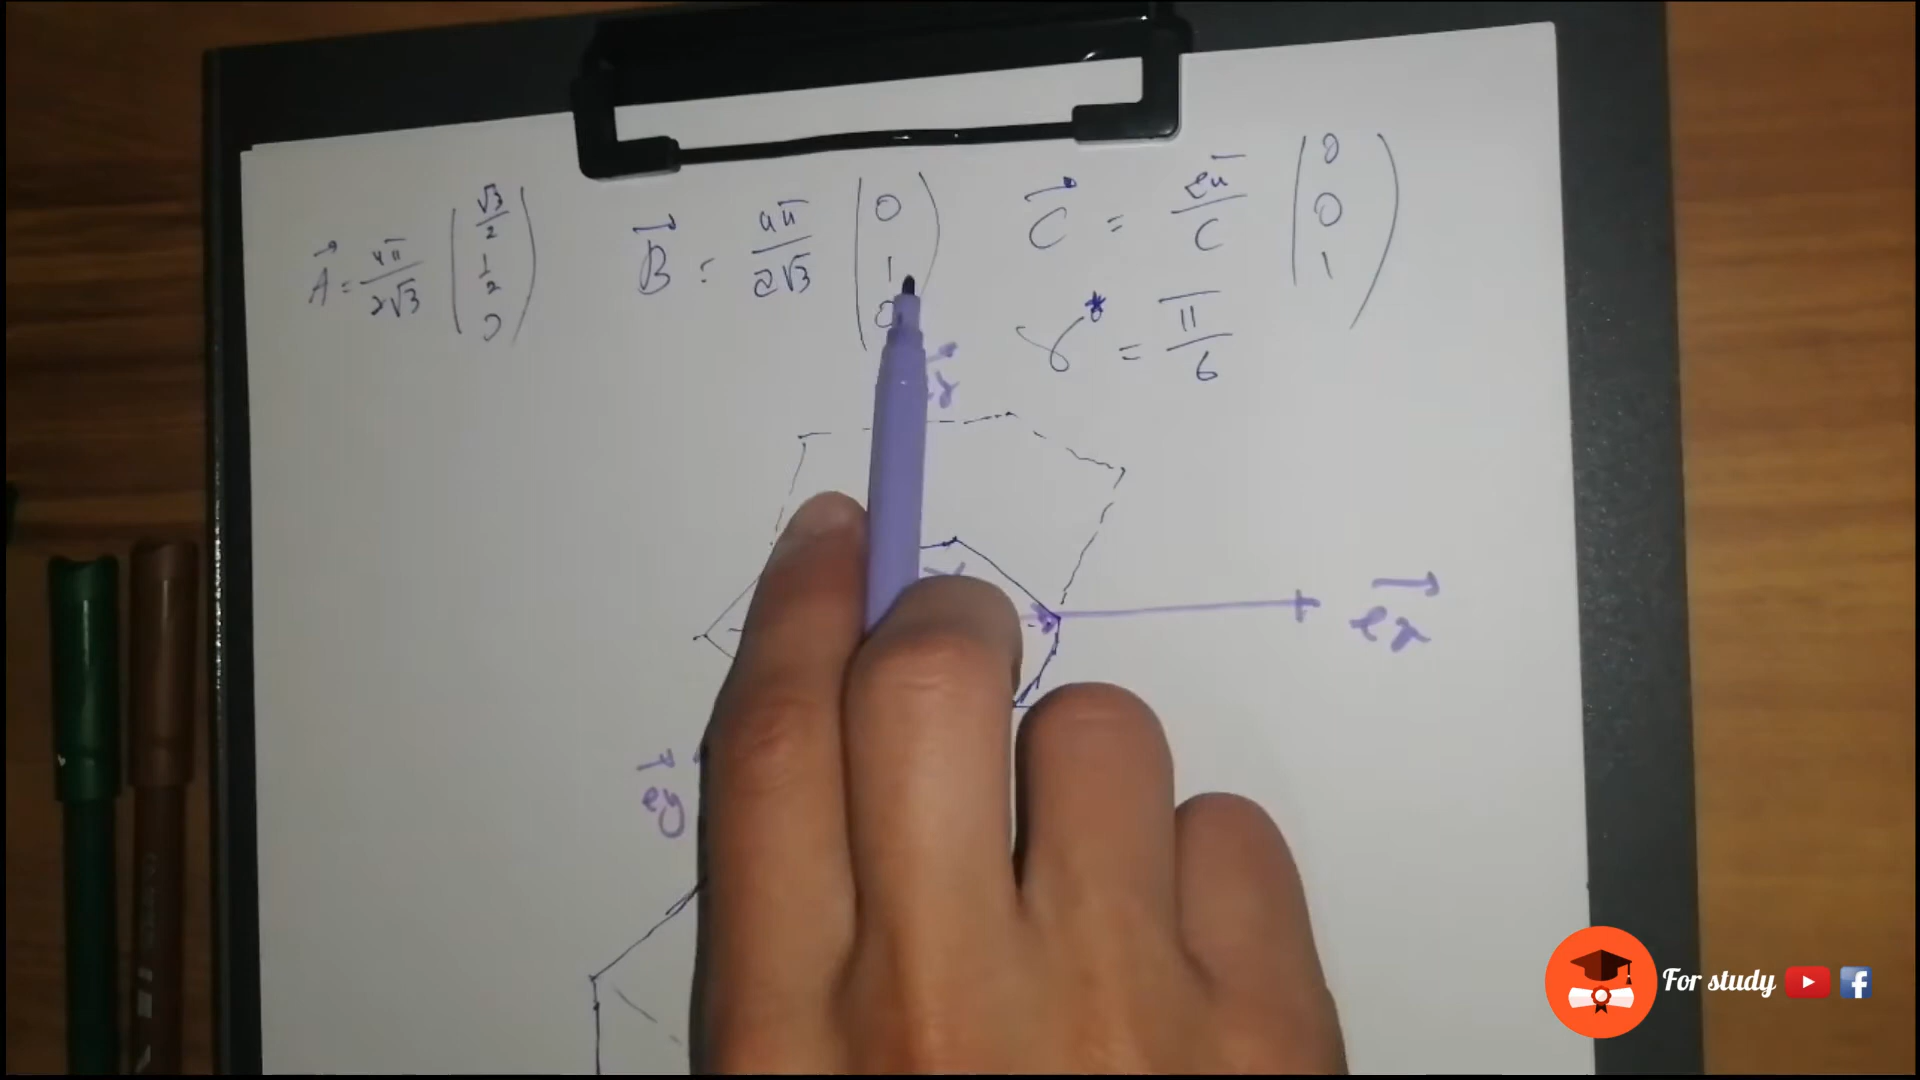 A⃗ = 4π/2√3 (√3/2 1/2 0)
B⃗ = 4π/2√3 (0 1 0)
C⃗ = 2π/C (0 0 1)
γ* = π/6
ex⃗
ey⃗
For study